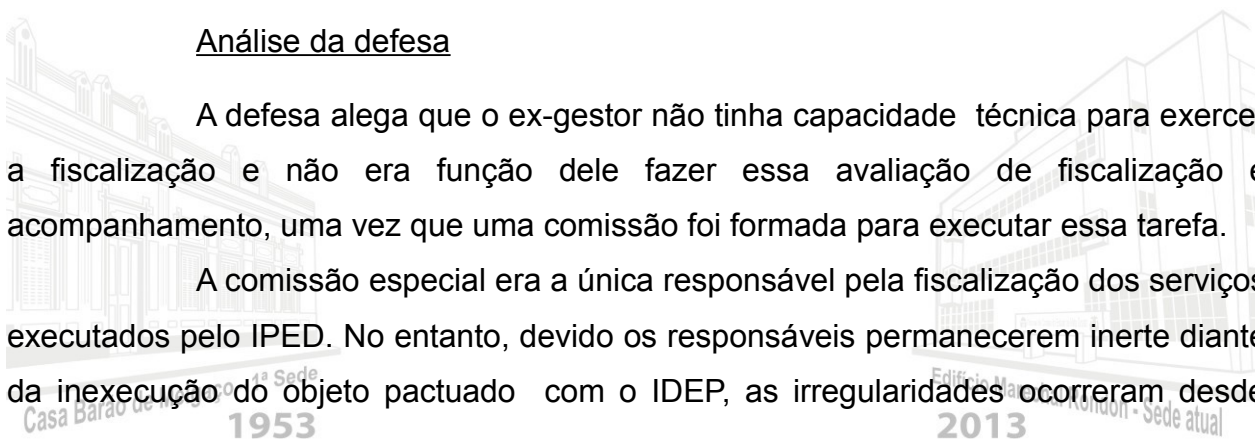 Análise da defesa
A defesa alega que o ex-gestor não tinha capacidade técnica para exerce
a fiscalização e não era função dele fazer essa avaliação de fiscalização e
acompanhamento, uma vez que uma comissão foi formada para executar essa tarefa.
A comissão especial era a única responsável pela fiscalização dos serviços
executados pelo IPED. No entanto, devido os responsáveis permanecerem inerte diante
da inexecução do objeto pactuado com o IDEP, as irregularidades ocorreram desde
1ª Sede
Casa Barão de
1953
Edifício Marechal Rondon - Sede atual
2013